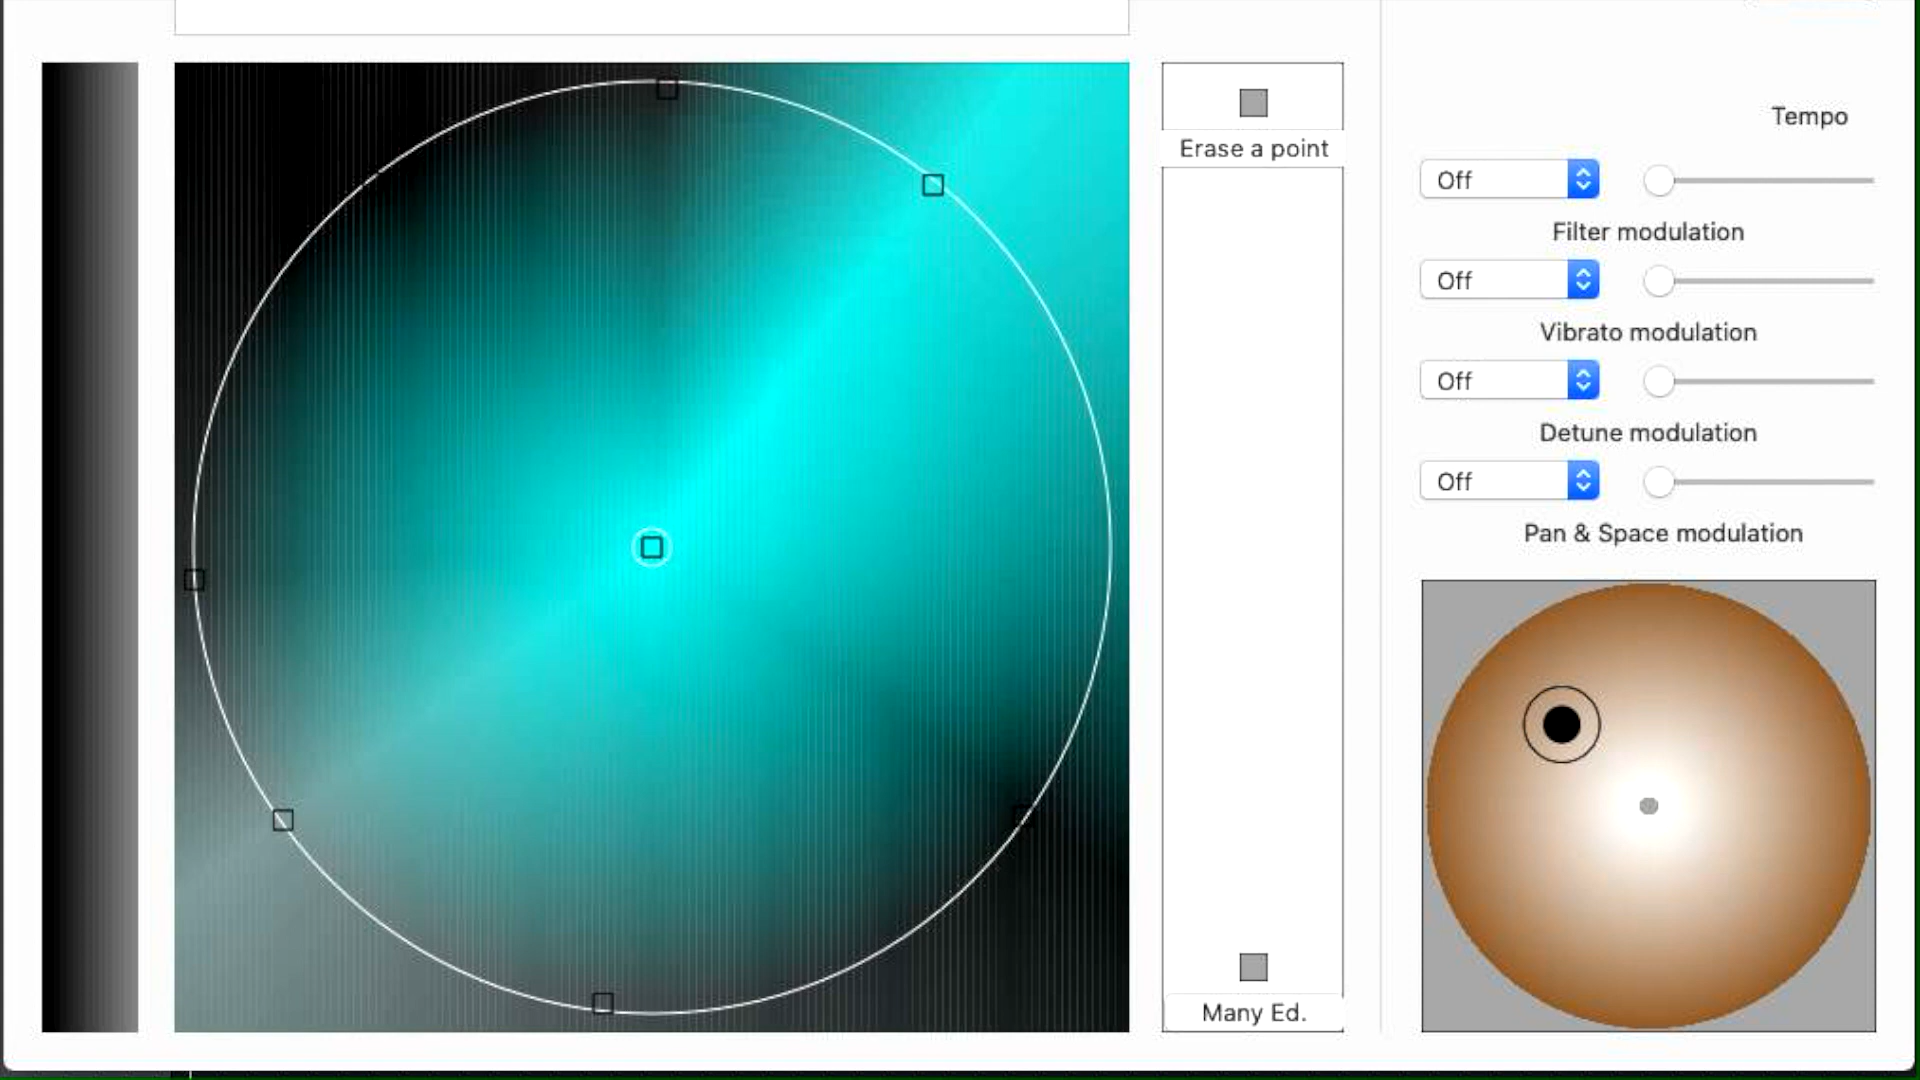 Tempo
Off
Filter modulation
Off
Vibrato modulation
Off
Detune modulation
Off
Pan & Space modulation
Erase a point
Many Ed.